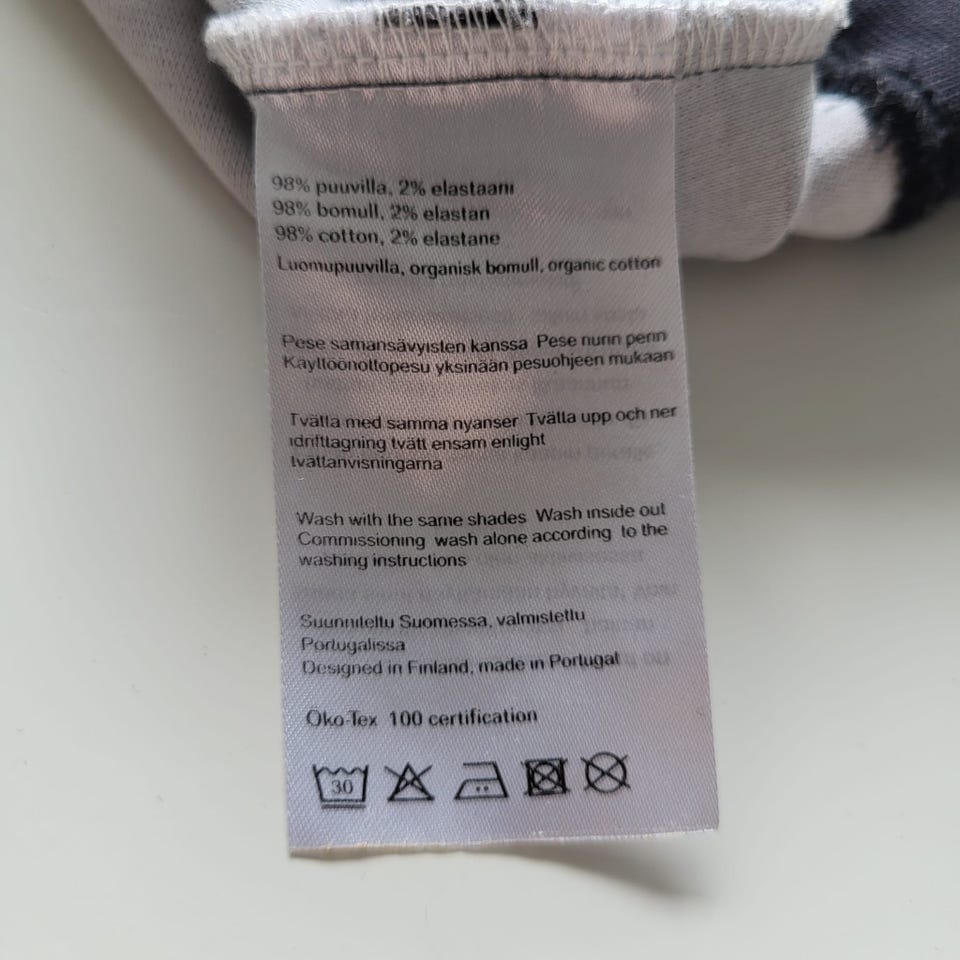 98% puuvilla, 2% elastaani
98% bomull, 2% elastan
98% cotton, 2% elastane
Luomupuuvilla, organisk bomull, organic cotton
Pese samansävyisten kanssa Pese nurin perin
Käyttöönottopesu yksinään pesuohjeen mukaan
Tvätta med samma nyanser Tvätta upp och ner
idrifttagning tvätt ensam enlight
tvättanvisningarna
Wash with the same shades Wash inside out
Commissioning wash alone according to the
washing instructions
Suunniteltu Suomessa, valmistettu
Portugalissa
Designed in Finland, made in Portugal
Öko-Tex 100 certification
30